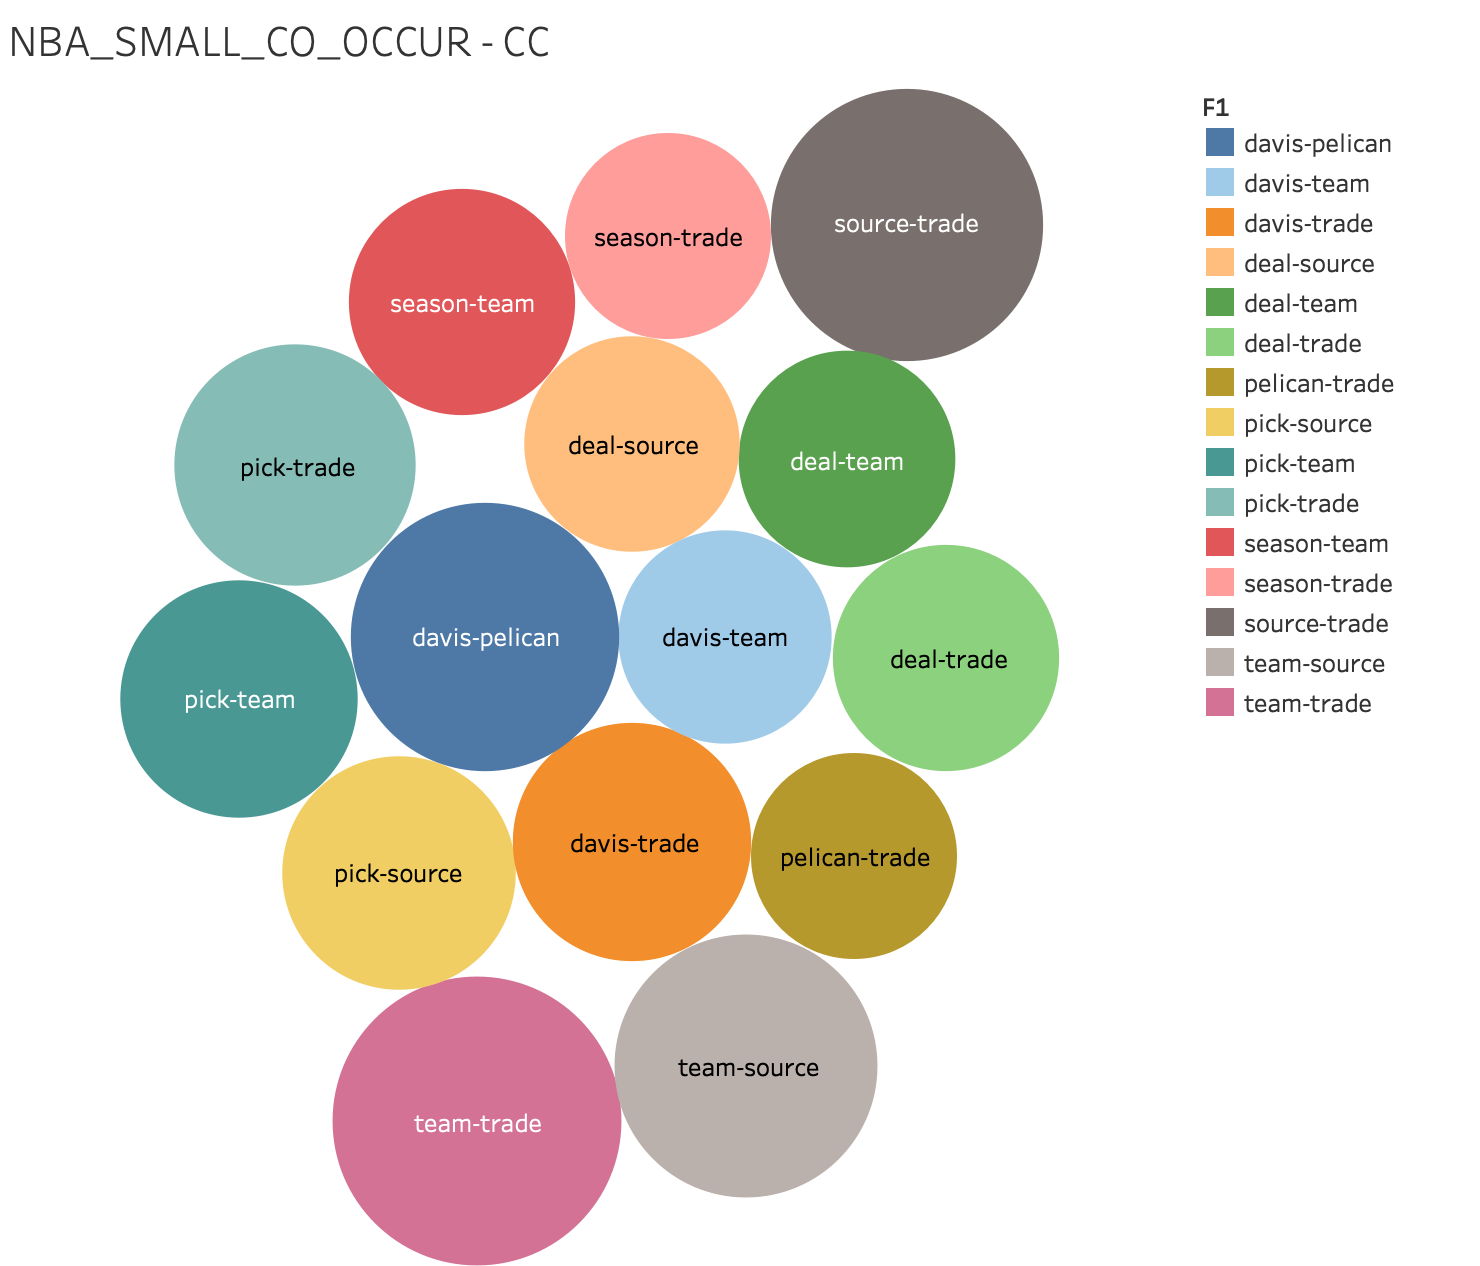 NBA_SMALL_CO_OCCUR - CC
season-trade
source-trade
season-team
pick-trade
deal-source
deal-team
davis-pelican
davis-team
deal-trade
pick-team
pick-source
davis-trade
pelican-trade
team-source
team-trade
F1
davis-pelican
davis-team
davis-trade
deal-source
deal-team
deal-trade
pelican-trade
pick-source
pick-team
pick-trade
season-team
season-trade
source-trade
team-source
team-trade